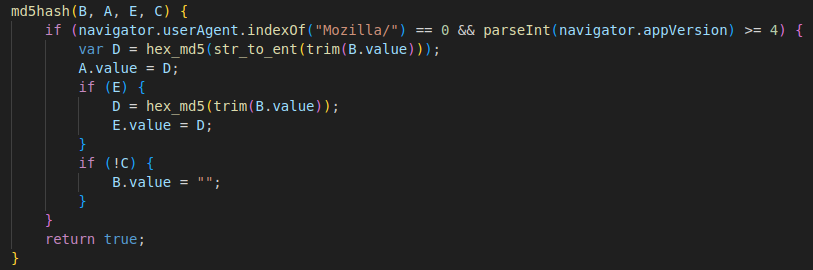 md5hash(B, A, E, C) {
    if (navigator.userAgent.indexOf("Mozilla/") == 0 && parseInt(navigator.appVersion) >= 4) {
        var D = hex_md5(str_to_ent(trim(B.value)));
        A.value = D;
        if (E) {
            D = hex_md5(trim(B.value));
            E.value = D;
        }
        if (!C) {
            B.value = "";
        }
    }
    return true;
}